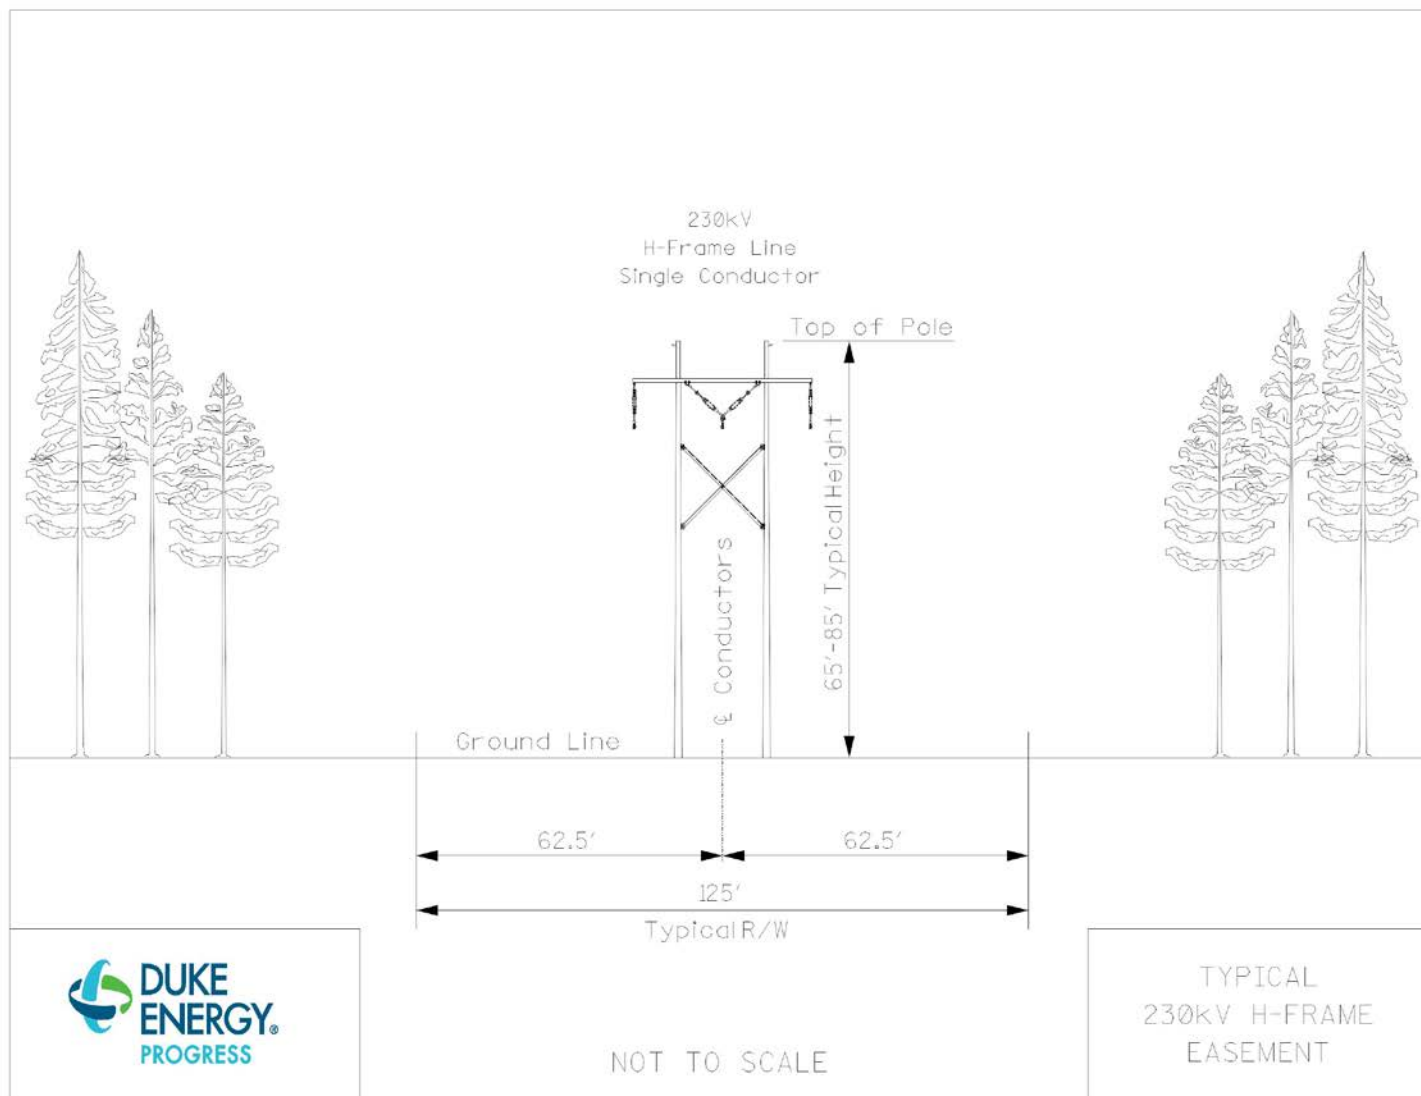 230kV
H-Frame Line
Single Conductor
Top of Pole
65'-85' Typical Height
℄ Conductors
Ground Line
62.5'
62.5'
125'
Typical R/W
DUKE
ENERGY®
PROGRESS
NOT TO SCALE
TYPICAL
230kV H-FRAME
EASEMENT